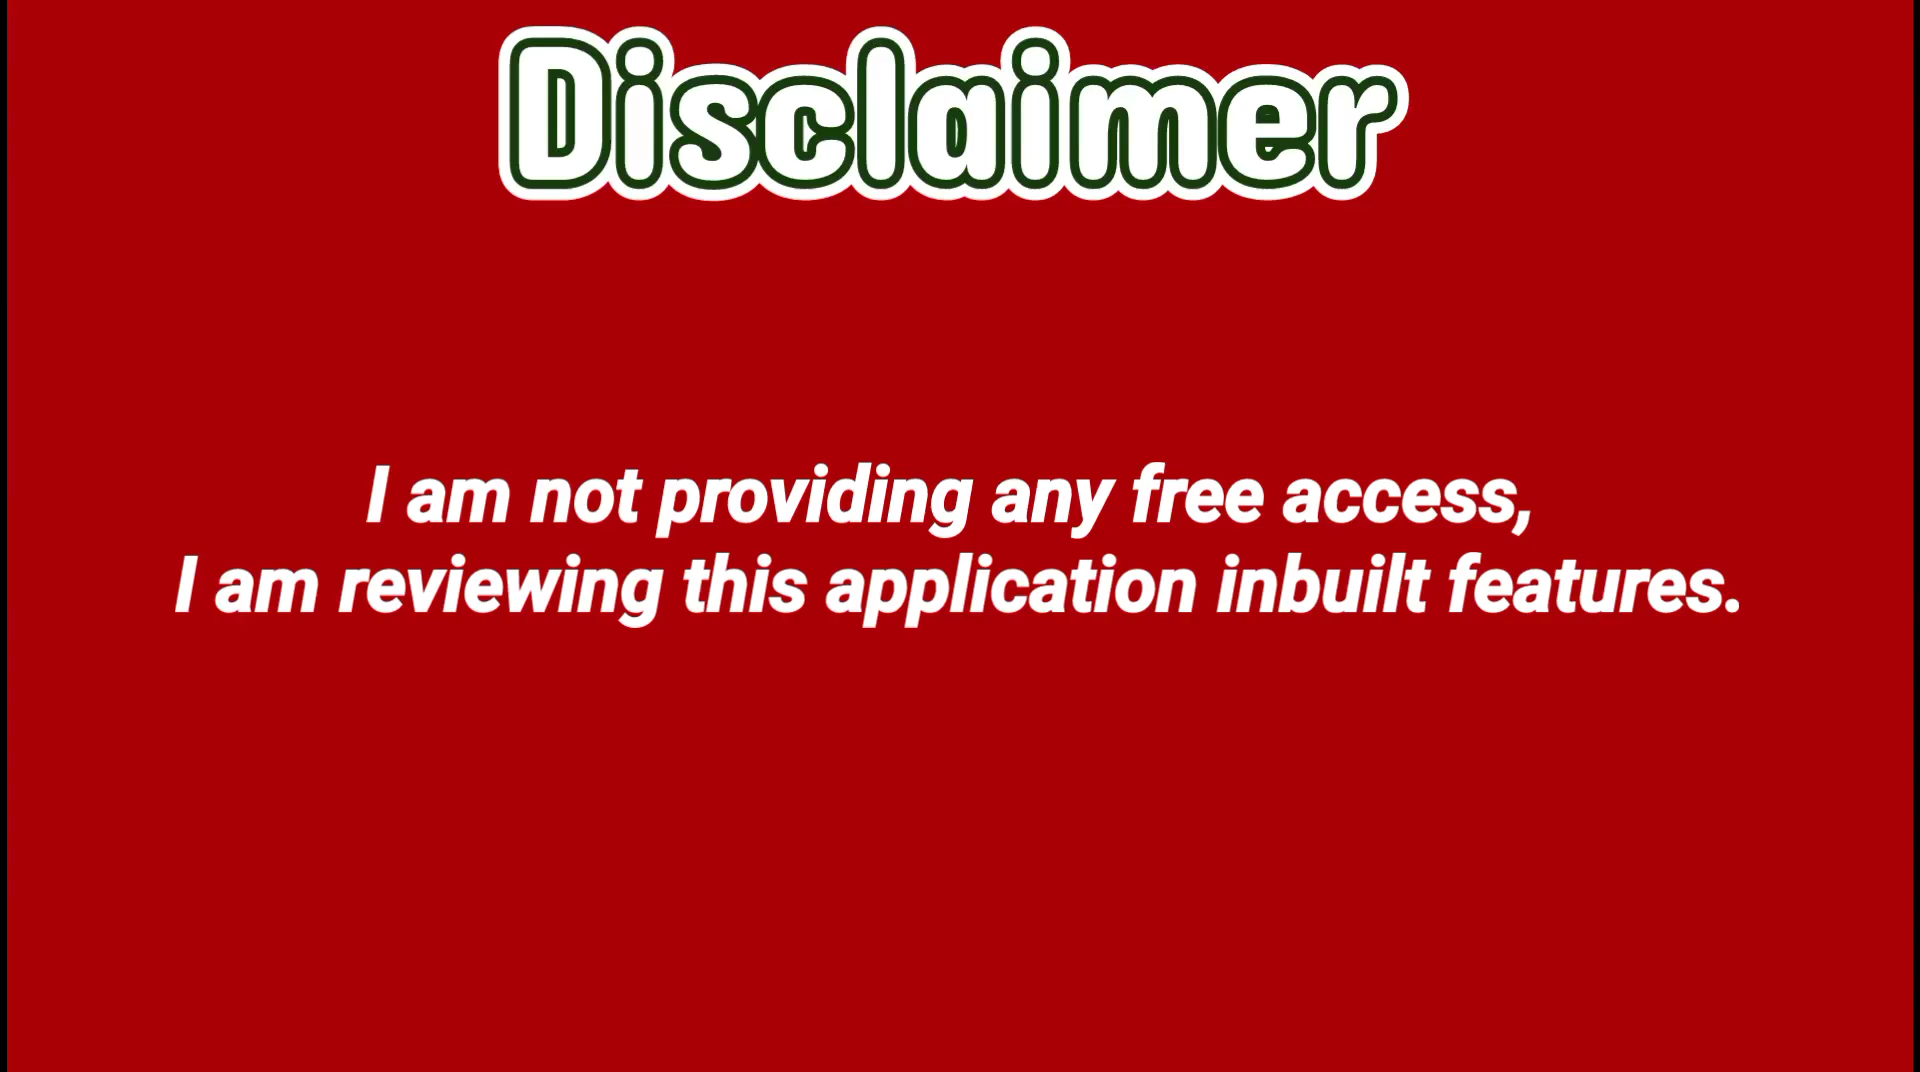 Disclaimer
I am not providing any free access,
I am reviewing this application inbuilt features.